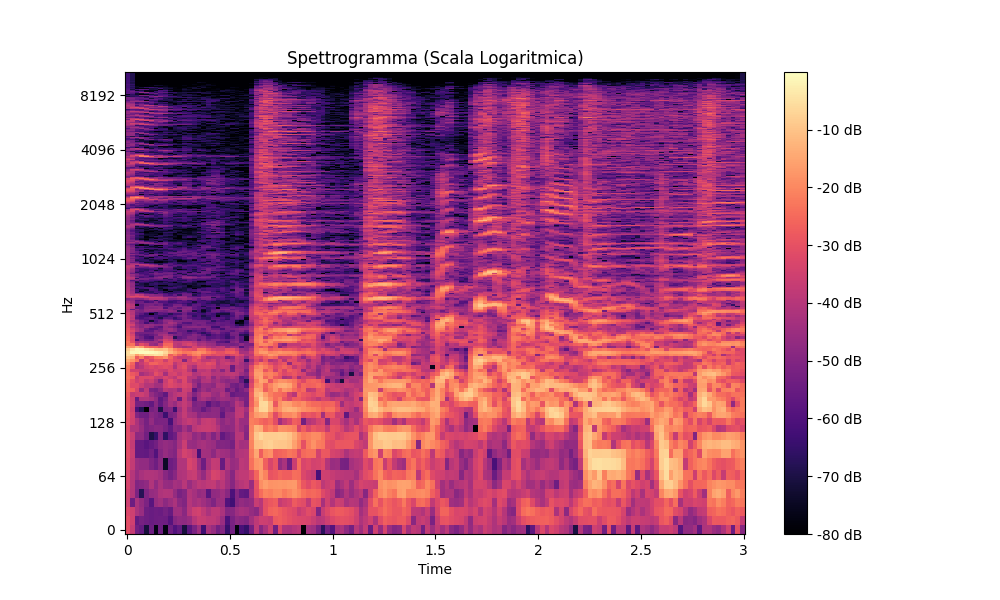 Spettrogramma (Scala Logaritmica)
Hz
8192
4096
2048
1024
512
256
128
64
0
0
0.5
1
1.5
2
2.5
3
Time
-10 dB
-20 dB
-30 dB
-40 dB
-50 dB
-60 dB
-70 dB
-80 dB